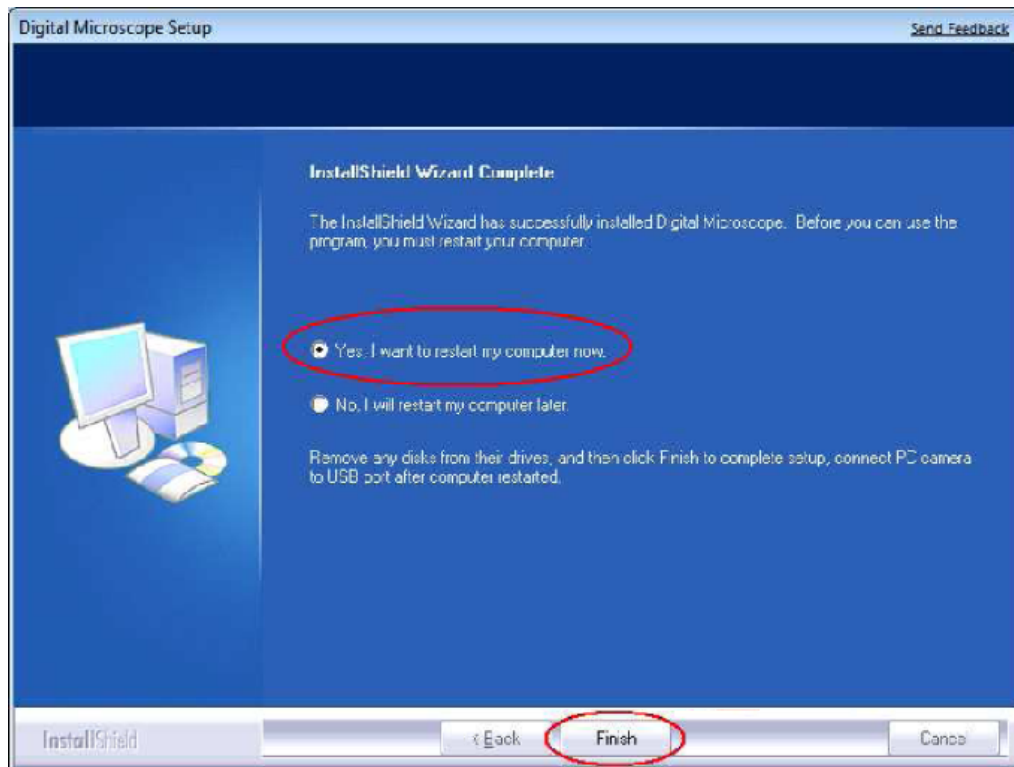 Digital Microscope Setup
Send Feedback
InstallShield Wizard Complete
The InstallShield Wizard has successfully installed Digital Microscope. Before you can use the
program, you must restart your computer.
Yes, I want to restart my computer now.
No, I will restart my computer later.
Remove any disks from their drives, and then click Finish to complete setup, connect PC camera
to USB port after computer restarted.
InstallShield
< Back
Finish
Cancel